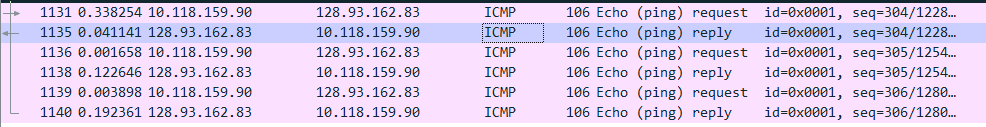 1131 0.338254 10.118.159.90 128.93.162.83 ICMP 106 Echo (ping) request id=0x0001, seq=304/1228…
1135 0.041141 128.93.162.83 10.118.159.90 ICMP 106 Echo (ping) reply id=0x0001, seq=304/1228…
1136 0.001658 10.118.159.90 128.93.162.83 ICMP 106 Echo (ping) request id=0x0001, seq=305/1254…
1138 0.122646 128.93.162.83 10.118.159.90 ICMP 106 Echo (ping) reply id=0x0001, seq=305/1254…
1139 0.003898 10.118.159.90 128.93.162.83 ICMP 106 Echo (ping) request id=0x0001, seq=306/1280…
1140 0.192361 128.93.162.83 10.118.159.90 ICMP 106 Echo (ping) reply id=0x0001, seq=306/1280…